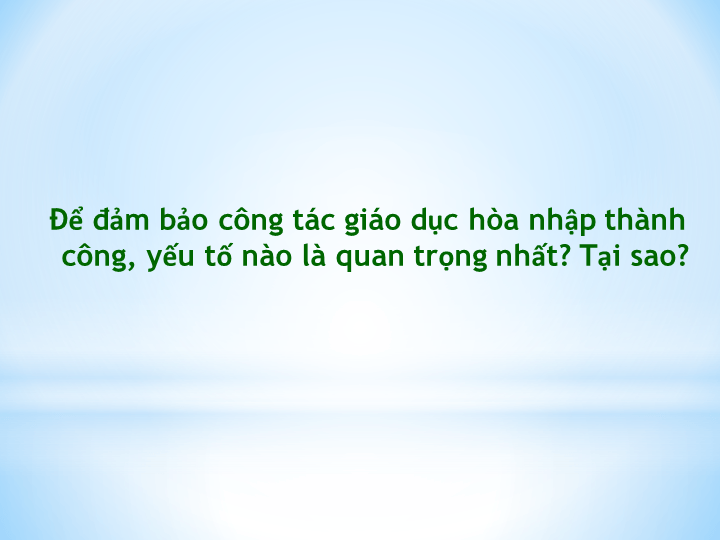 Để đảm bảo công tác giáo dục hòa nhập thành
công, yếu tố nào là quan trọng nhất? Tại sao?